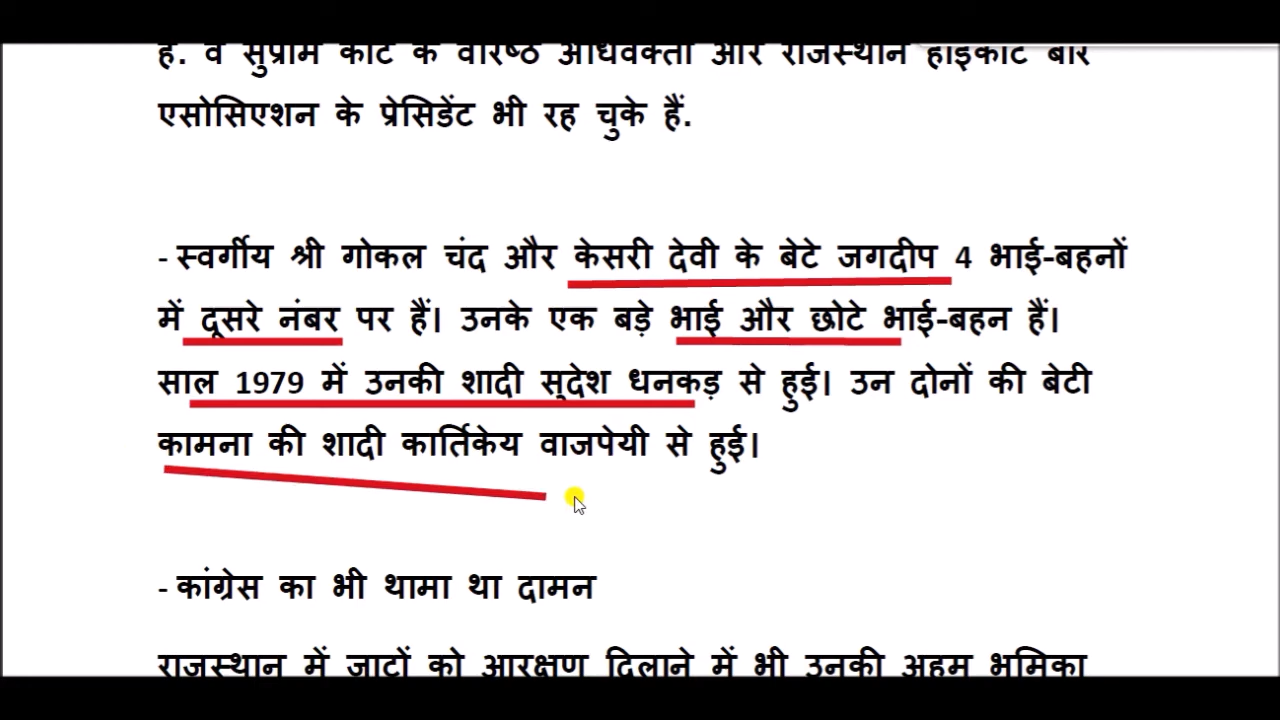 है. वे सुप्रीम कोर्ट के वरिष्ठ अधिवक्ता और राजस्थान हाईकोर्ट बार
एसोसिएशन के प्रेसिडेंट भी रह चुके हैं.
- स्वर्गीय श्री गोकल चंद और केसरी देवी के बेटे जगदीप 4 भाई-बहनों
में दूसरे नंबर पर हैं। उनके एक बड़े भाई और छोटे भाई-बहन हैं।
साल 1979 में उनकी शादी सुदेश धनकड़ से हुई। उन दोनों की बेटी
कामना की शादी कार्तिकेय वाजपेयी से हुई।
- कांग्रेस का भी थामा था दामन
राजस्थान में जाटों को आरक्षण दिलाने में भी उनकी अहम भूमिका